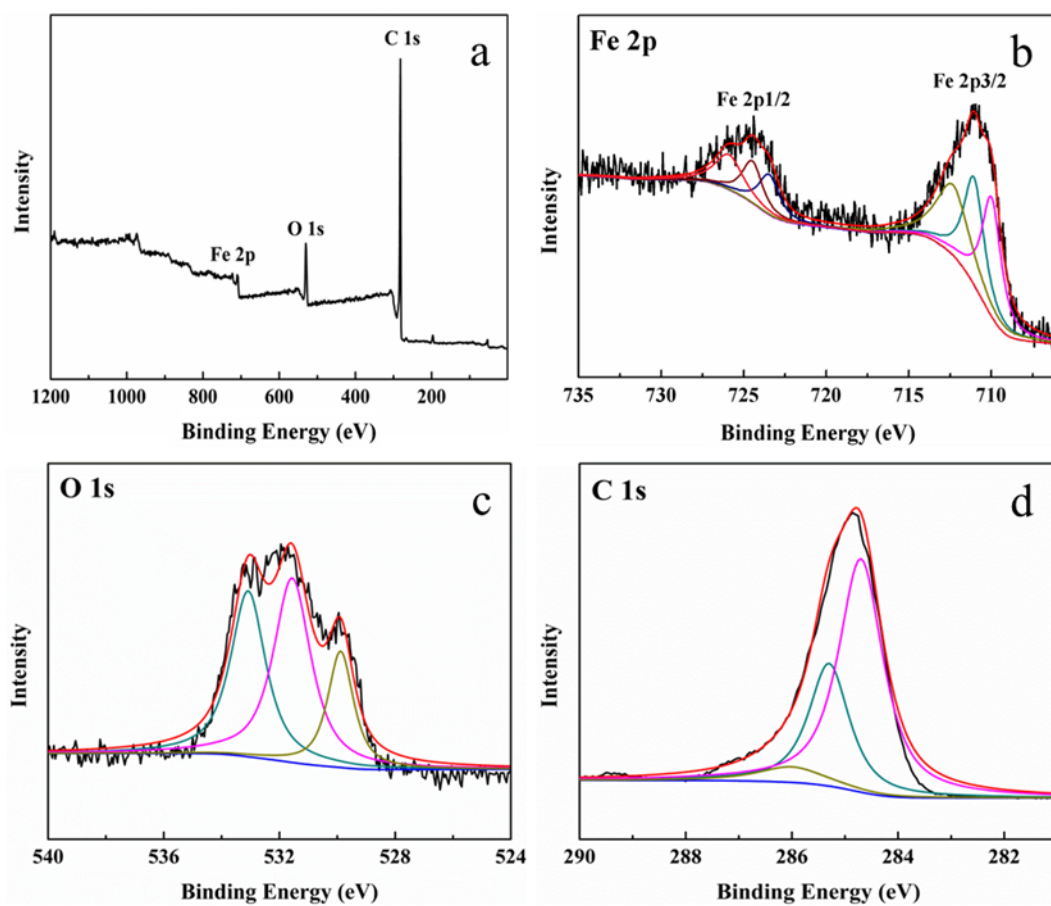 C 1s
a
Fe 2p
O 1s
Intensity
1200 1000 800 600 400 200
Binding Energy (eV)
Fe 2p
b
Fe 2p1/2
Fe 2p3/2
Intensity
735 730 725 720 715 710
Binding Energy (eV)
O 1s
c
Intensity
540 536 532 528 524
Binding Energy (eV)
C 1s
d
Intensity
290 288 286 284 282
Binding Energy (eV)